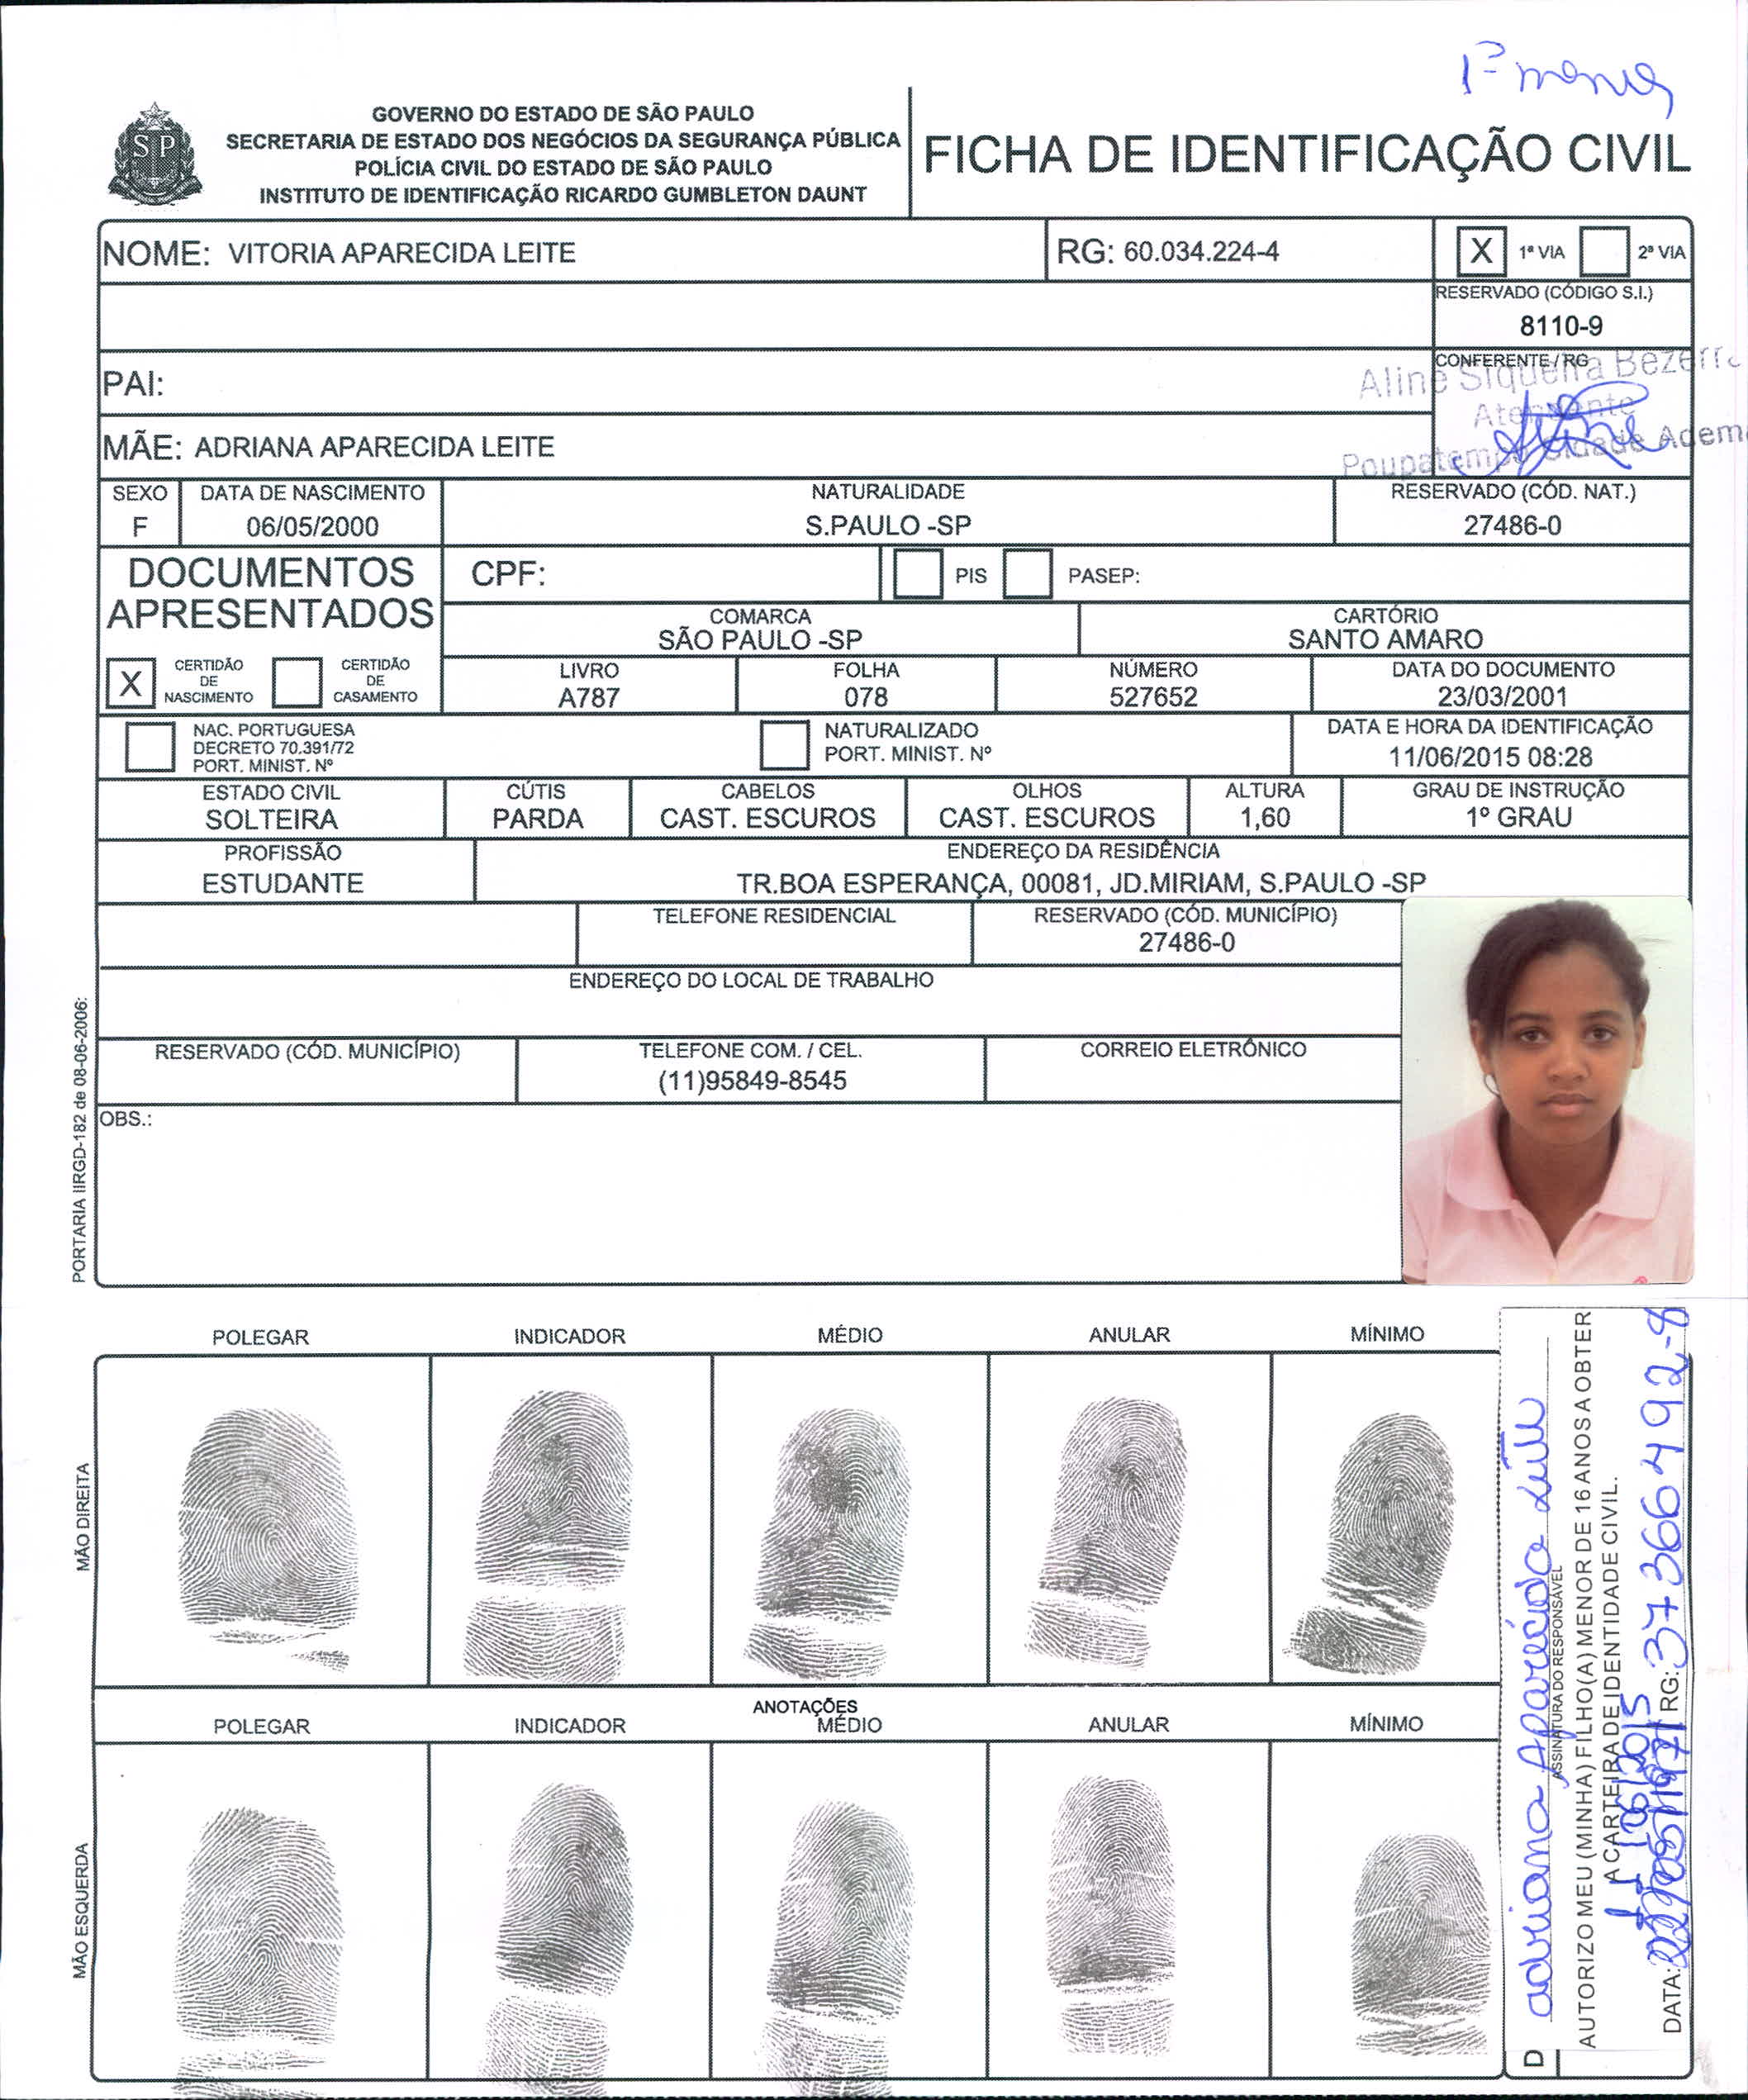 1ª menor
GOVERNO DO ESTADO DE SÃO PAULO
SECRETARIA DE ESTADO DOS NEGÓCIOS DA SEGURANÇA PÚBLICA
POLÍCIA CIVIL DO ESTADO DE SÃO PAULO
INSTITUTO DE IDENTIFICAÇÃO RICARDO GUMBLETON DAUNT
SP
FICHA DE IDENTIFICAÇÃO CIVIL
NOME: VITORIA APARECIDA LEITE
RG: 60.034.224-4
X 1ª VIA 2ª VIA
RESERVADO (CÓDIGO S.I.)
8110-9
PAI:
CONFERENTE / RG
Aline Siqueira Bezerra
Atendente
Poupatempo Cidade Adem
MÃE: ADRIANA APARECIDA LEITE
SEXO
F
DATA DE NASCIMENTO
06/05/2000
NATURALIDADE
S.PAULO -SP
RESERVADO (CÓD. NAT.)
27486-0
DOCUMENTOS
APRESENTADOS
CPF:
PIS
PASEP:
COMARCA
SÃO PAULO -SP
CARTÓRIO
SANTO AMARO
X CERTIDÃO
DE
NASCIMENTO
CERTIDÃO
DE
CASAMENTO
LIVRO
A787
FOLHA
078
NÚMERO
527652
DATA DO DOCUMENTO
23/03/2001
NAC. PORTUGUESA
DECRETO 70.391/72
PORT. MINIST. Nº
NATURALIZADO
PORT. MINIST. Nº
DATA E HORA DA IDENTIFICAÇÃO
11/06/2015 08:28
ESTADO CIVIL
SOLTEIRA
CÚTIS
PARDA
CABELOS
CAST. ESCUROS
OLHOS
CAST. ESCUROS
ALTURA
1,60
GRAU DE INSTRUÇÃO
1º GRAU
PROFISSÃO
ESTUDANTE
ENDEREÇO DA RESIDÊNCIA
TR.BOA ESPERANÇA, 00081, JD.MIRIAM, S.PAULO -SP
TELEFONE RESIDENCIAL
RESERVADO (CÓD. MUNICÍPIO)
27486-0
ENDEREÇO DO LOCAL DE TRABALHO
RESERVADO (CÓD. MUNICÍPIO)
TELEFONE COM. / CEL.
(11)95849-8545
CORREIO ELETRÔNICO
OBS.:
PORTARIA IIRGD-182 de 08-06-2006:
POLEGAR INDICADOR MÉDIO ANULAR MÍNIMO
MÃO DIREITA
ANOTAÇÕES
POLEGAR INDICADOR MÉDIO ANULAR MÍNIMO
MÃO ESQUERDA
D
adriana Aparecida Leite
ASSINATURA DO RESPONSÁVEL
AUTORIZO MEU (MINHA) FILHO(A) MENOR DE 16 ANOS A OBTER
A CARTEIRA DE IDENTIDADE CIVIL.
11/06/2015
DATA: RG: 37366492-8